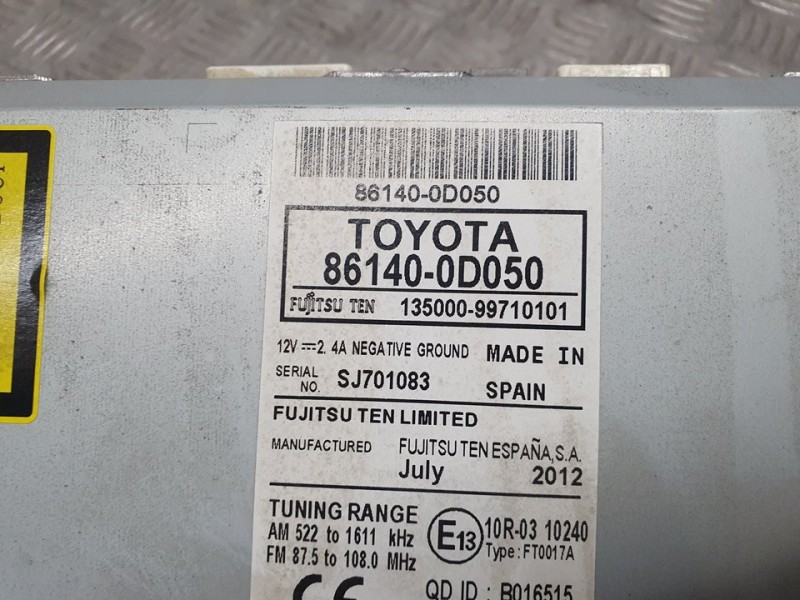 86140-0D050
TOYOTA
86140-0D050
FUJITSU TEN 135000-99710101
12V⎓2.4A NEGATIVE GROUND MADE IN
SERIAL NO. SJ701083 SPAIN
FUJITSU TEN LIMITED
MANUFACTURED FUJITSU TEN ESPAÑA,S.A.
July 2012
TUNING RANGE
AM 522 to 1611 kHz
FM 87.5 to 108.0 MHz
E13 10R-03 10240
Type:FT0017A
CE QD ID : B016515